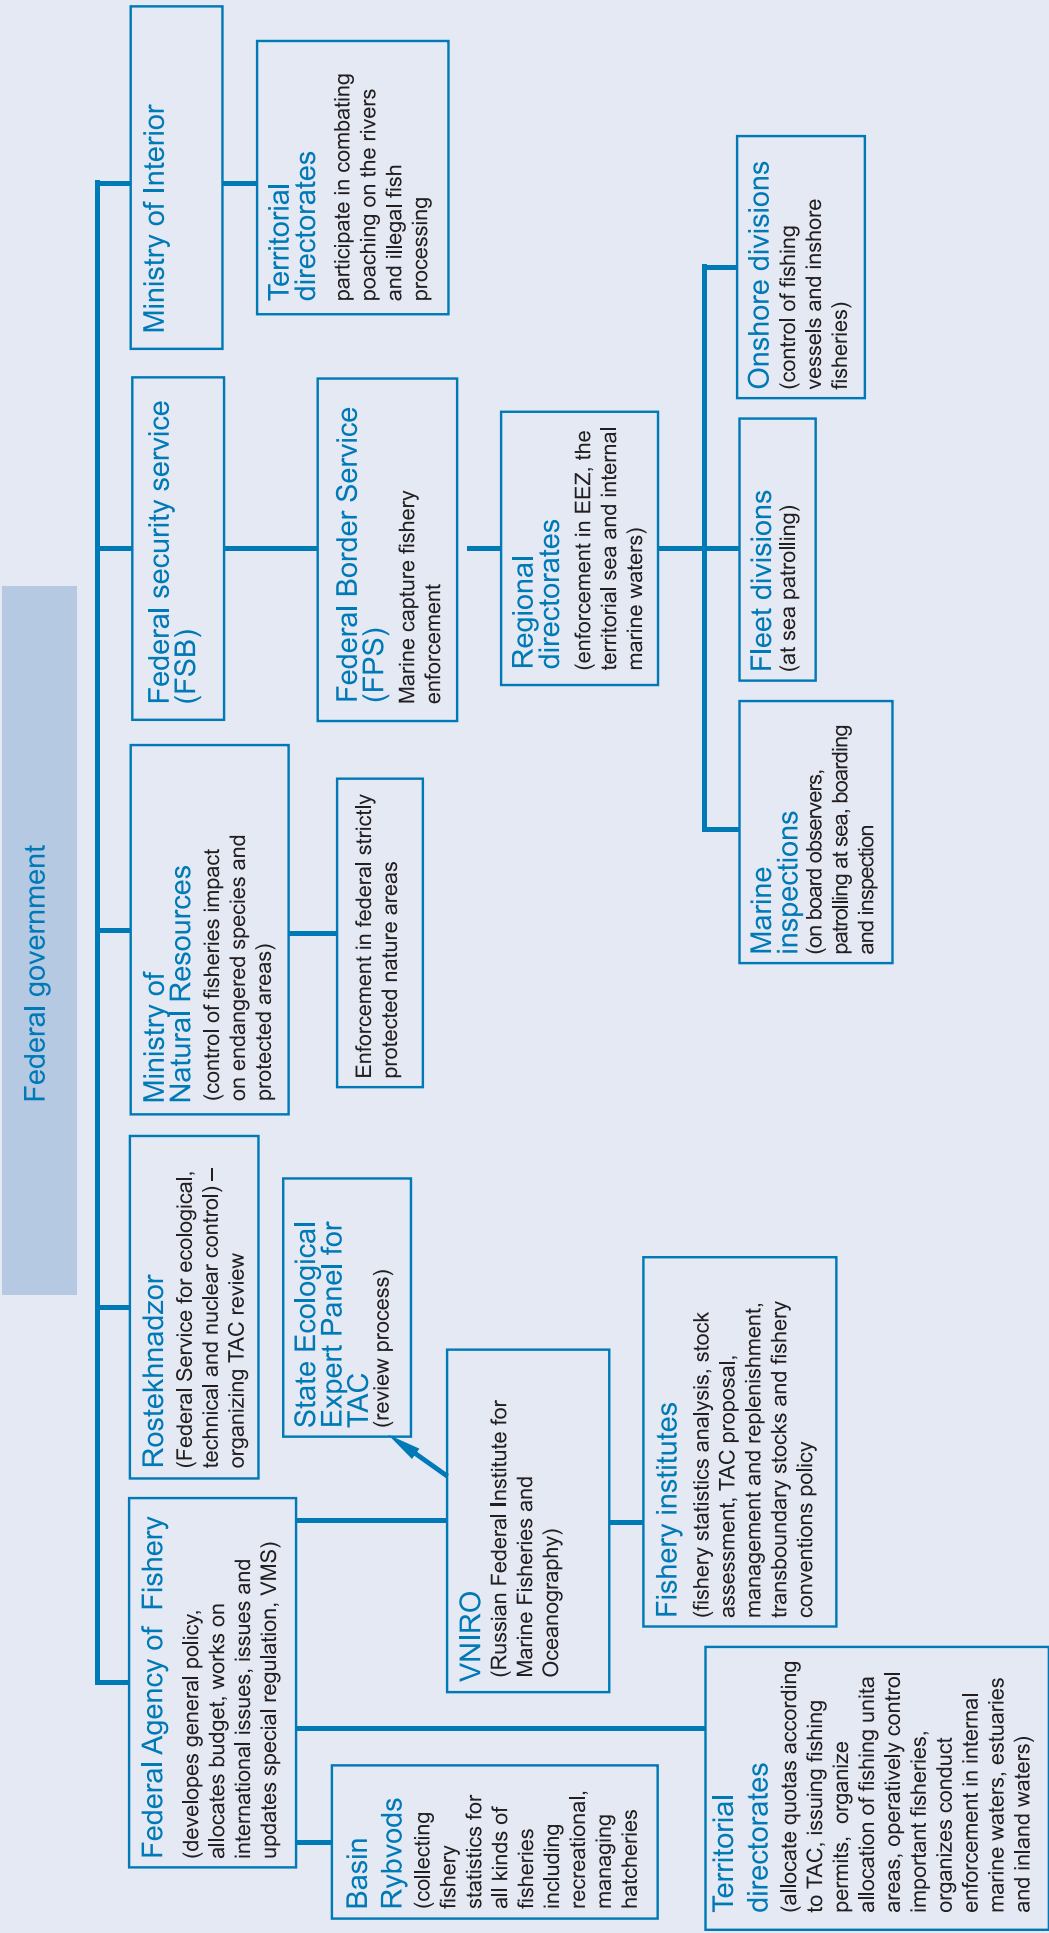 Federal government
Federal Agency of Fishery
(developes general policy,
allocates budget, works on
international issues, issues and
updates special regulation, VMS)
Rostekhnadzor
(Federal Service for ecological,
technical and nuclear control) –
organizing TAC review
Ministry of
Natural Resources
(control of fisheries impact
on endangered species and
protected areas)
Federal security service
(FSB)
Ministry of Interior
Basin
Rybvods
(collecting
fishery
statistics for
all kinds of
fisheries
including
recreational,
managing
hatcheries
State Ecological
Expert Panel for
TAC
(review process)
Enforcement in federal strictly
protected nature areas
Federal Border Service
(FPS)
Marine capture fishery
enforcement
Territorial
directorates
participate in combating
poaching on the rivers
and illegal fish
processing
VNIRO
(Russian Federal Institute for
Marine Fisheries and
Oceanography)
Regional
directorates
(enforcement in EEZ, the
territorial sea and internal
marine waters)
Territorial
directorates
(allocate quotas according
to TAC, issuing fishing
permits, organize
allocation of fishing unita
areas, operatively control
important fisheries,
organizes conduct
enforcement in internal
marine waters, estuaries
and inland waters)
Fishery institutes
(fishery statistics analysis, stock
assessment, TAC proposal,
management and replenishment,
transboundary stocks and fishery
conventions policy
Marine
inspections
(on board observers,
patrolling at sea, boarding
and inspection
Fleet divisions
(at sea patrolling)
Onshore divisions
(control of fishing
vessels and inshore
fisheries)